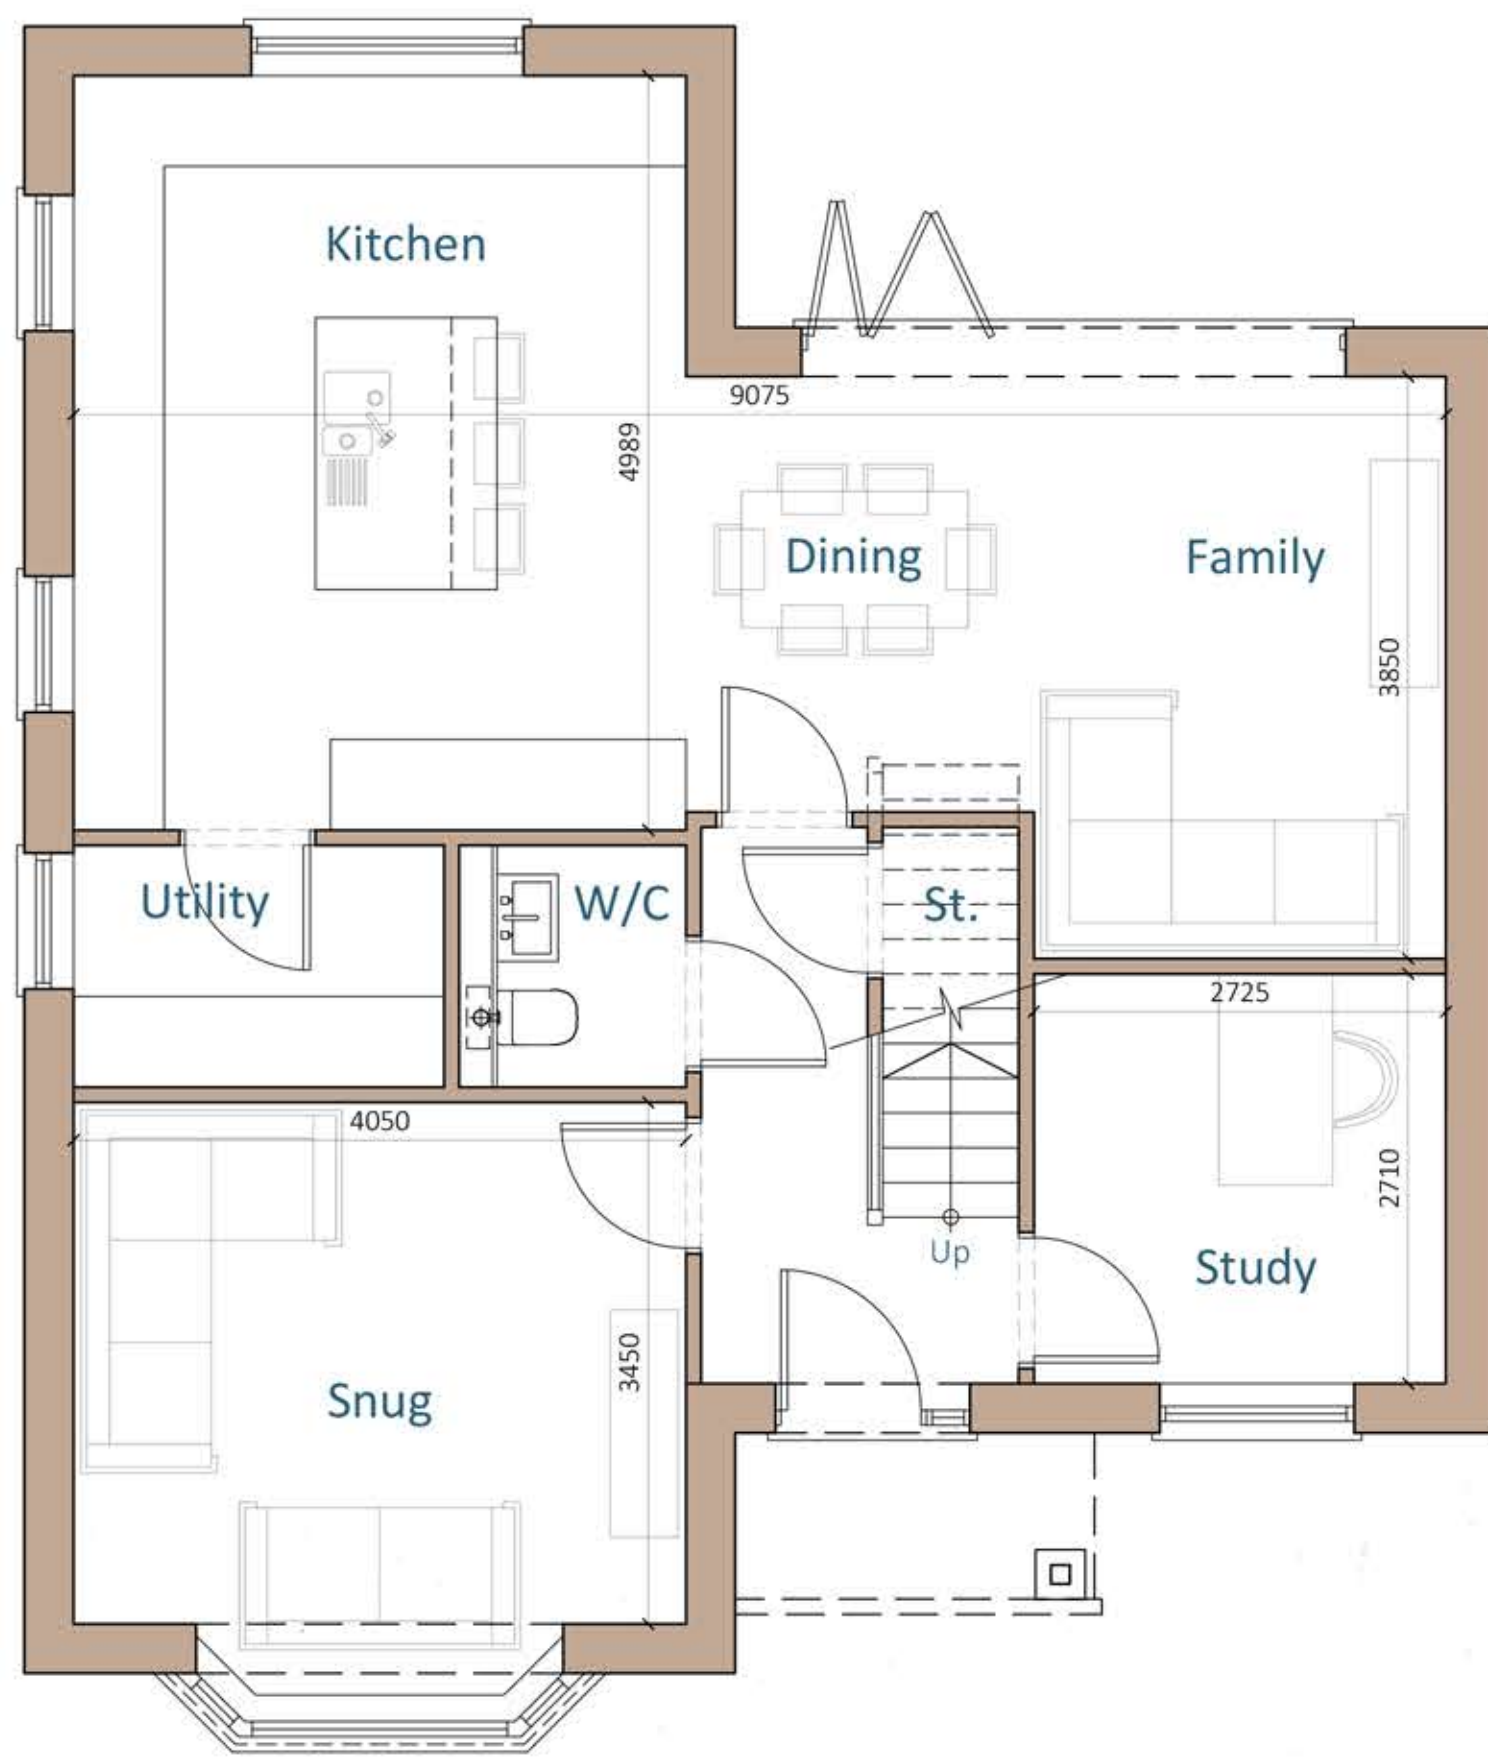 Kitchen
9075
4989
Dining
Family
3850
Utility
W/C
St.
2725
4050
2710
Up
Study
3450
Snug